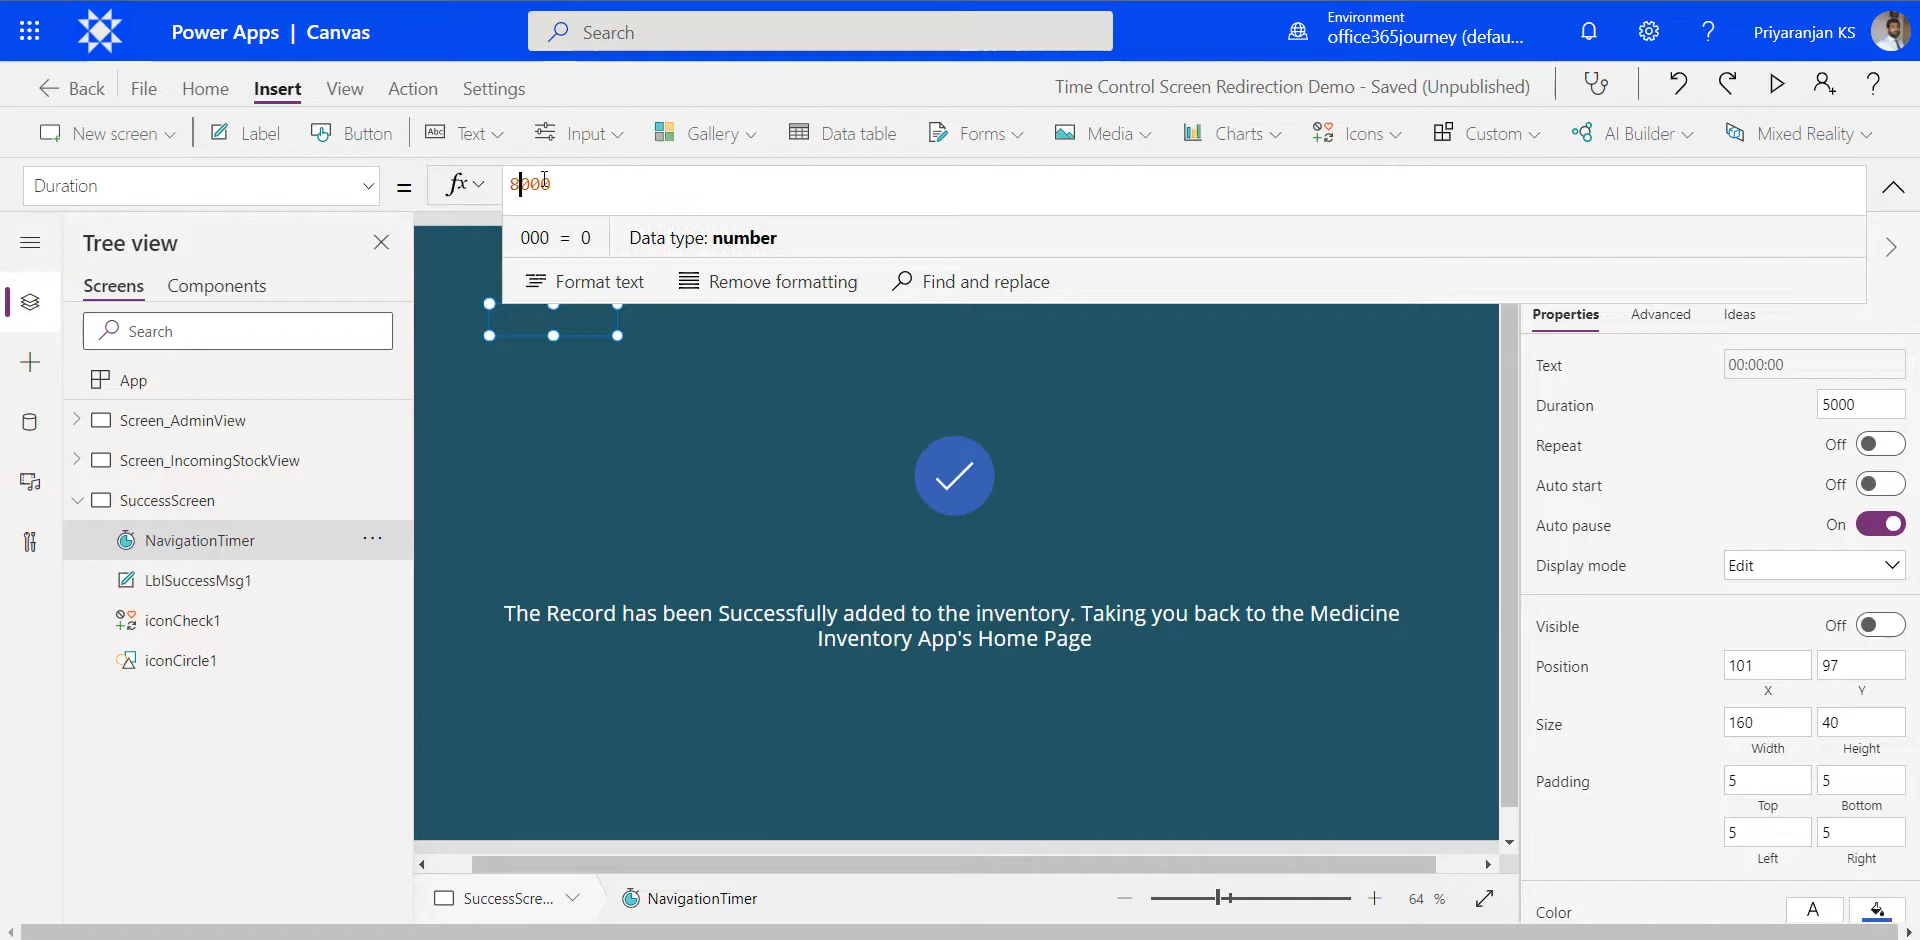 Power Apps | Canvas
Search
Environment
office365journey (defau...
Priyaranjan KS
Back
File
Home
Insert
View
Action
Settings
Time Control Screen Redirection Demo - Saved (Unpublished)
New screen
Label
Button
Abc
Text
Input
Gallery
Data table
Forms
Media
Charts
Icons
Custom
AI Builder
Mixed Reality
Duration
=
fx
8000
000 = 0
Data type: number
Format text
Remove formatting
Find and replace
Tree view
Screens
Components
Search
App
Screen_AdminView
Screen_IncomingStockView
SuccessScreen
NavigationTimer
...
LblSuccessMsg1
iconCheck1
iconCircle1
The Record has been Successfully added to the inventory. Taking you back to the Medicine
Inventory App's Home Page
Properties
Advanced
Ideas
Text
00:00:00
Duration
5000
Repeat
Off
Auto start
Off
Auto pause
On
Display mode
Edit
Visible
Off
Position
101
97
X
Y
Size
160
40
Width
Height
Padding
5
5
Top
Bottom
5
5
Left
Right
Color
A
SuccessScre...
NavigationTimer
64 %